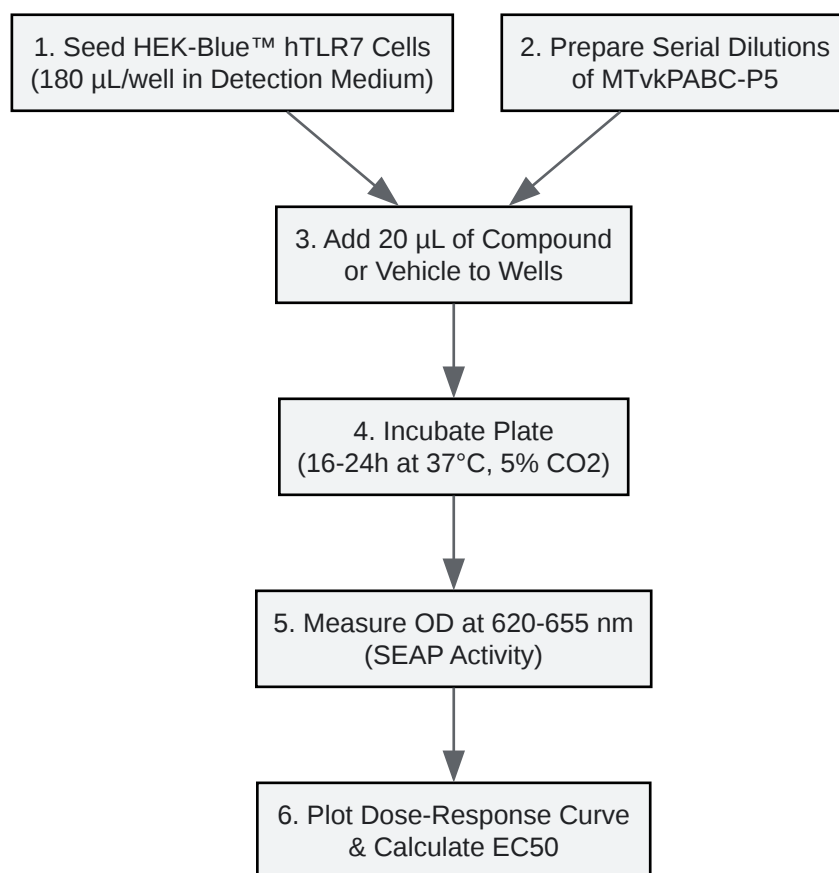 1. Seed HEK-Blue™ hTLR7 Cells
(180 µL/well in Detection Medium)
2. Prepare Serial Dilutions
of MTvkPABC-P5
3. Add 20 µL of Compound
or Vehicle to Wells
4. Incubate Plate
(16-24h at 37°C, 5% CO2)
5. Measure OD at 620-655 nm
(SEAP Activity)
6. Plot Dose-Response Curve
& Calculate EC50